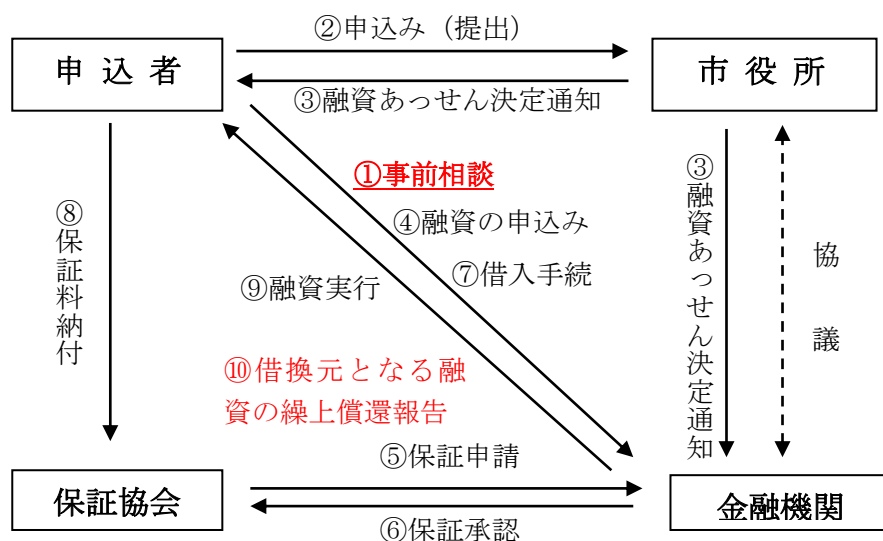 ②申込み（提出）
申 込 者
市 役 所
③融資あっせん決定通知
①事前相談
④融資の申込み
⑦借入手続
⑨融資実行
⑧保証料納付
③融資あっせん決定通知
協議
⑩借換元となる融
資の繰上償還報告
⑤保証申請
保証協会
金融機関
⑥保証承認